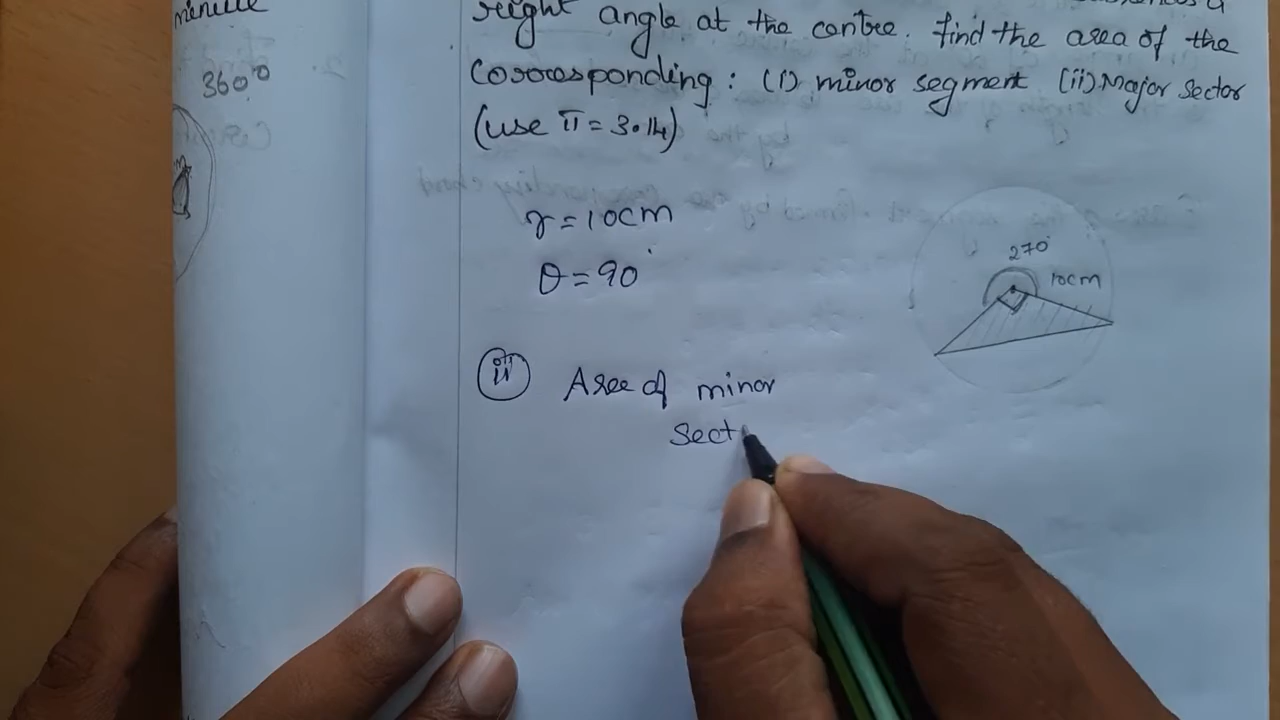 360°
right angle at the centre. find the area of the
Corresponding: (i) minor segment (ii) Major Sector
(use π = 3.14)
r = 10cm
θ = 90°
270°
10cm
ii Area of minor
Sect